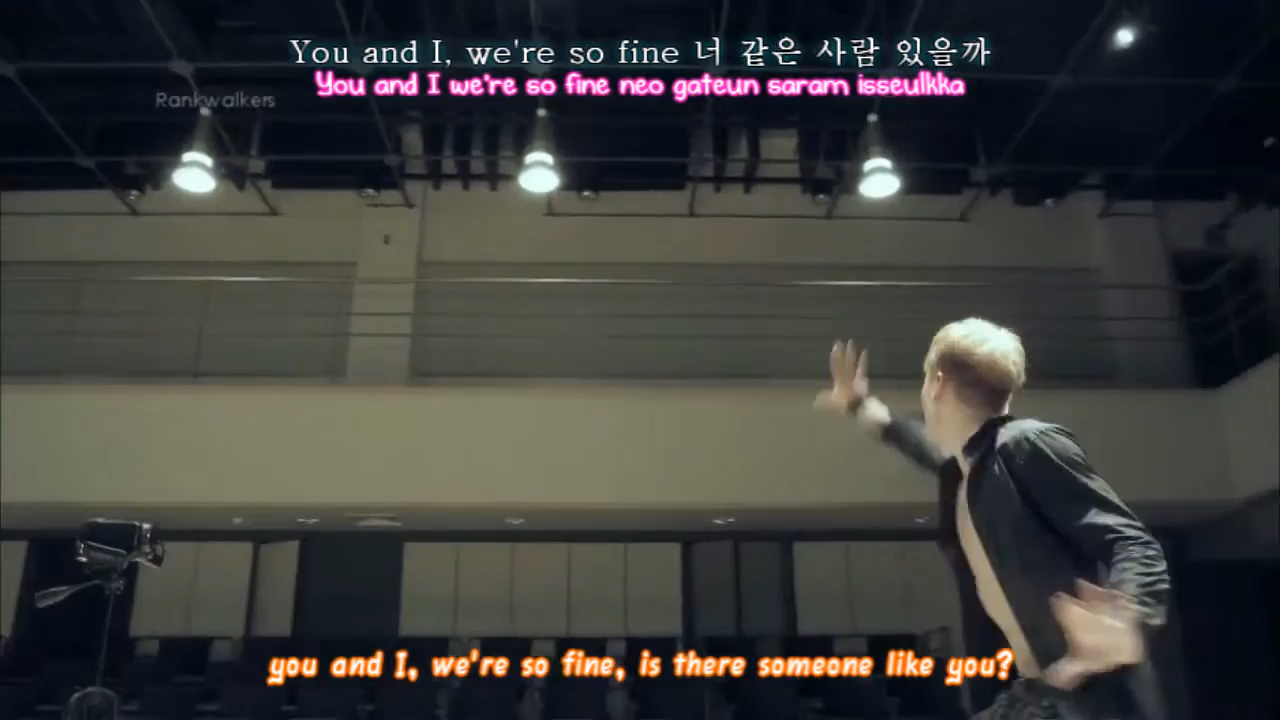 You and I, we're so fine 너 같은 사람 있을까
You and I we're so fine neo gateun saram isseulkka
Rankwalkers
you and I, we're so fine, is there someone like you?